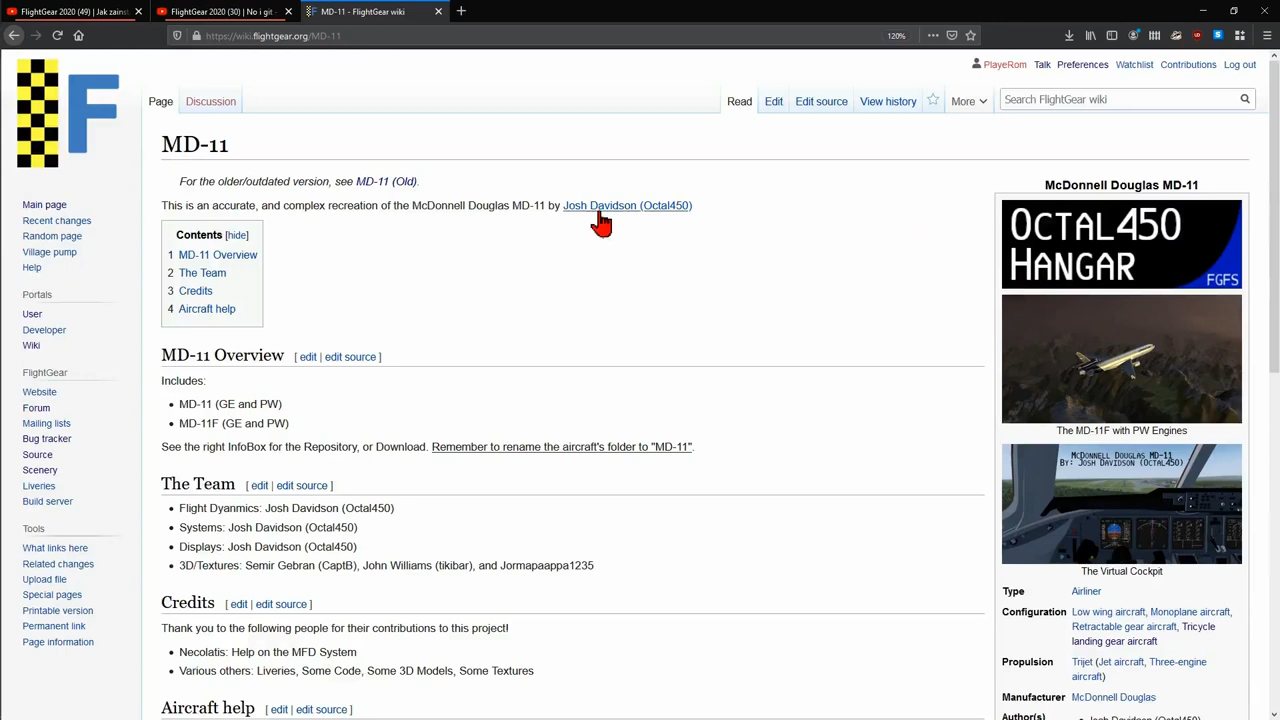 FlightGear 2020 (49) | Jak zainst
FlightGear 2020 (30) | No i git -
MD-11 - FlightGear wiki
https://wiki.flightgear.org/MD-11
120%
PlayeRom Talk Preferences Watchlist Contributions Log out
Page Discussion Read Edit Edit source View history More Search FlightGear wiki
F
MD-11
For the older/outdated version, see MD-11 (Old).
This is an accurate, and complex recreation of the McDonnell Douglas MD-11 by Josh Davidson (Octal450)
Contents [hide]
1 MD-11 Overview
2 The Team
3 Credits
4 Aircraft help
MD-11 Overview [ edit | edit source ]
Includes:
• MD-11 (GE and PW)
• MD-11F (GE and PW)
See the right InfoBox for the Repository, or Download. Remember to rename the aircraft's folder to "MD-11".
The Team [ edit | edit source ]
• Flight Dyanmics: Josh Davidson (Octal450)
• Systems: Josh Davidson (Octal450)
• Displays: Josh Davidson (Octal450)
• 3D/Textures: Semir Gebran (CaptB), John Williams (tikibar), and Jormapaappa1235
Credits [ edit | edit source ]
Thank you to the following people for their contributions to this project!
• Necolatis: Help on the MFD System
• Various others: Liveries, Some Code, Some 3D Models, Some Textures
Aircraft help [ edit | edit source ]
Main page
Recent changes
Random page
Village pump
Help
Portals
User
Developer
Wiki
FlightGear
Website
Forum
Mailing lists
Bug tracker
Source
Scenery
Liveries
Build server
Tools
What links here
Related changes
Upload file
Special pages
Printable version
Permanent link
Page information
McDonnell Douglas MD-11
OCTAL450
HANGAR
FGFS
The MD-11F with PW Engines
MCDONNELL DOUGLAS MD-11
BY: JOSH DAVIDSON (OCTAL450)
The Virtual Cockpit
Type Airliner
Configuration Low wing aircraft, Monoplane aircraft,
Retractable gear aircraft, Tricycle
landing gear aircraft
Propulsion Trijet (Jet aircraft, Three-engine
aircraft)
Manufacturer McDonnell Douglas
Author(s) • Josh Davidson (Octal450)